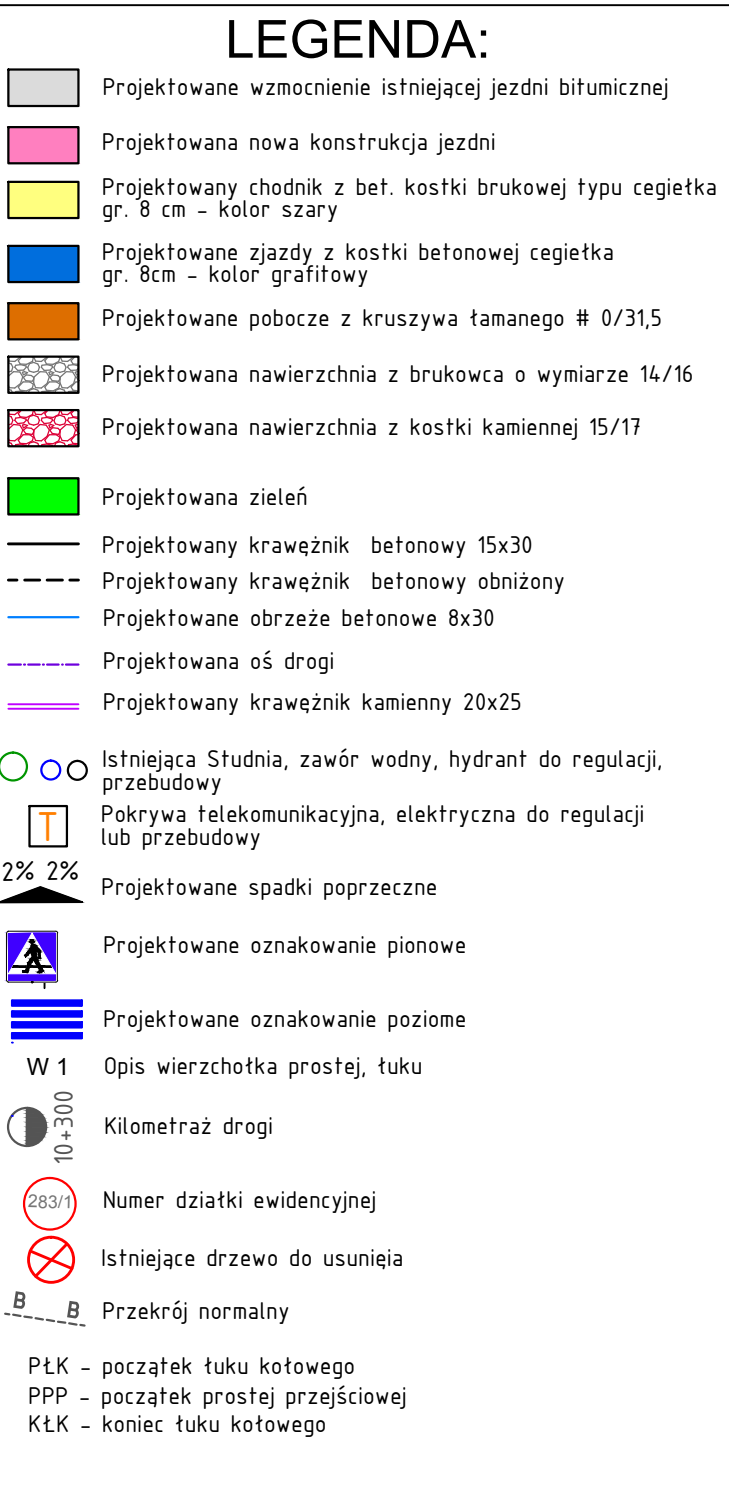 LEGENDA:
Projektowane wzmocnienie istniejącej jezdni bitumicznej
Projektowana nowa konstrukcja jezdni
Projektowany chodnik z bet. kostki brukowej typu cegiełka
gr. 8 cm - kolor szary
Projektowane zjazdy z kostki betonowej cegiełka
gr. 8cm - kolor grafitowy
Projektowane pobocze z kruszywa łamanego # 0/31,5
Projektowana nawierzchnia z brukowca o wymiarze 14/16
Projektowana nawierzchnia z kostki kamiennej 15/17
Projektowana zieleń
Projektowany krawężnik betonowy 15x30
Projektowany krawężnik betonowy obniżony
Projektowane obrzeże betonowe 8x30
Projektowana oś drogi
Projektowany krawężnik kamienny 20x25
Istniejąca Studnia, zawór wodny, hydrant do regulacji,
przebudowy
T Pokrywa telekomunikacyjna, elektryczna do regulacji
lub przebudowy
2% 2% Projektowane spadki poprzeczne
Projektowane oznakowanie pionowe
Projektowane oznakowanie poziome
W 1 Opis wierzchołka prostej, łuku
10+300 Kilometraż drogi
283/1 Numer działki ewidencyjnej
Istniejące drzewo do usunięia
B B Przekrój normalny
PŁK - początek łuku kołowego
PPP - początek prostej przejściowej
KŁK - koniec łuku kołowego